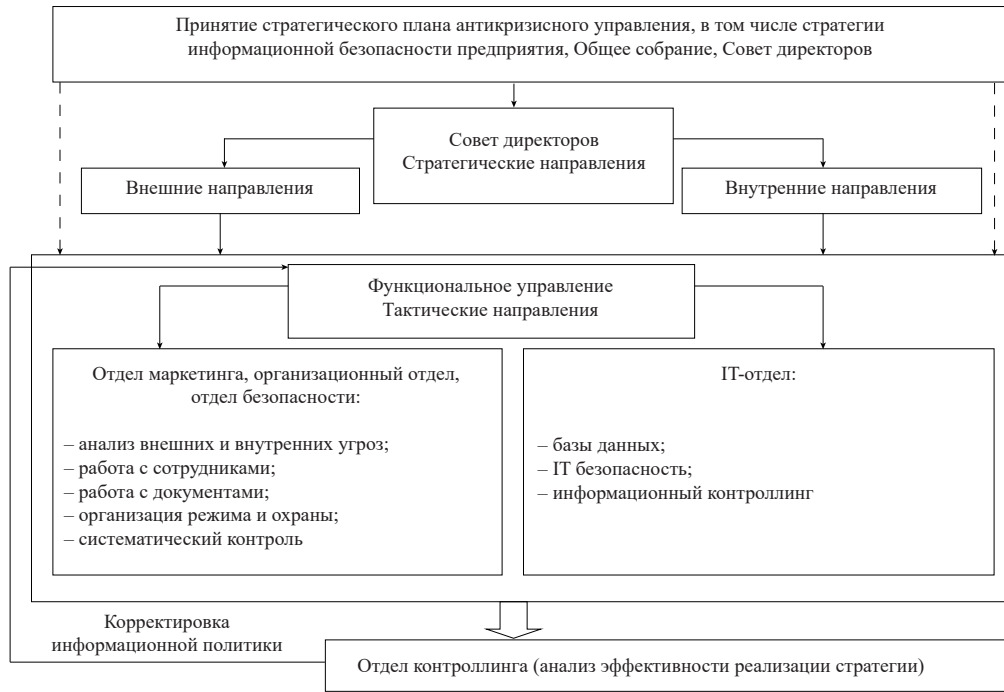 Принятие стратегического плана антикризисного управления, в том числе стратегии
информационной безопасности предприятия, Общее собрание, Совет директоров
Совет директоров
Стратегические направления
Внешние направления
Внутренние направления
Функциональное управление
Тактические направления
Отдел маркетинга, организационный отдел,
отдел безопасности:
– анализ внешних и внутренних угроз;
– работа с сотрудниками;
– работа с документами;
– организация режима и охраны;
– систематический контроль
IT-отдел:
– базы данных;
– IT безопасность;
– информационный контроллинг
Корректировка
информационной политики
Отдел контроллинга (анализ эффективности реализации стратегии)